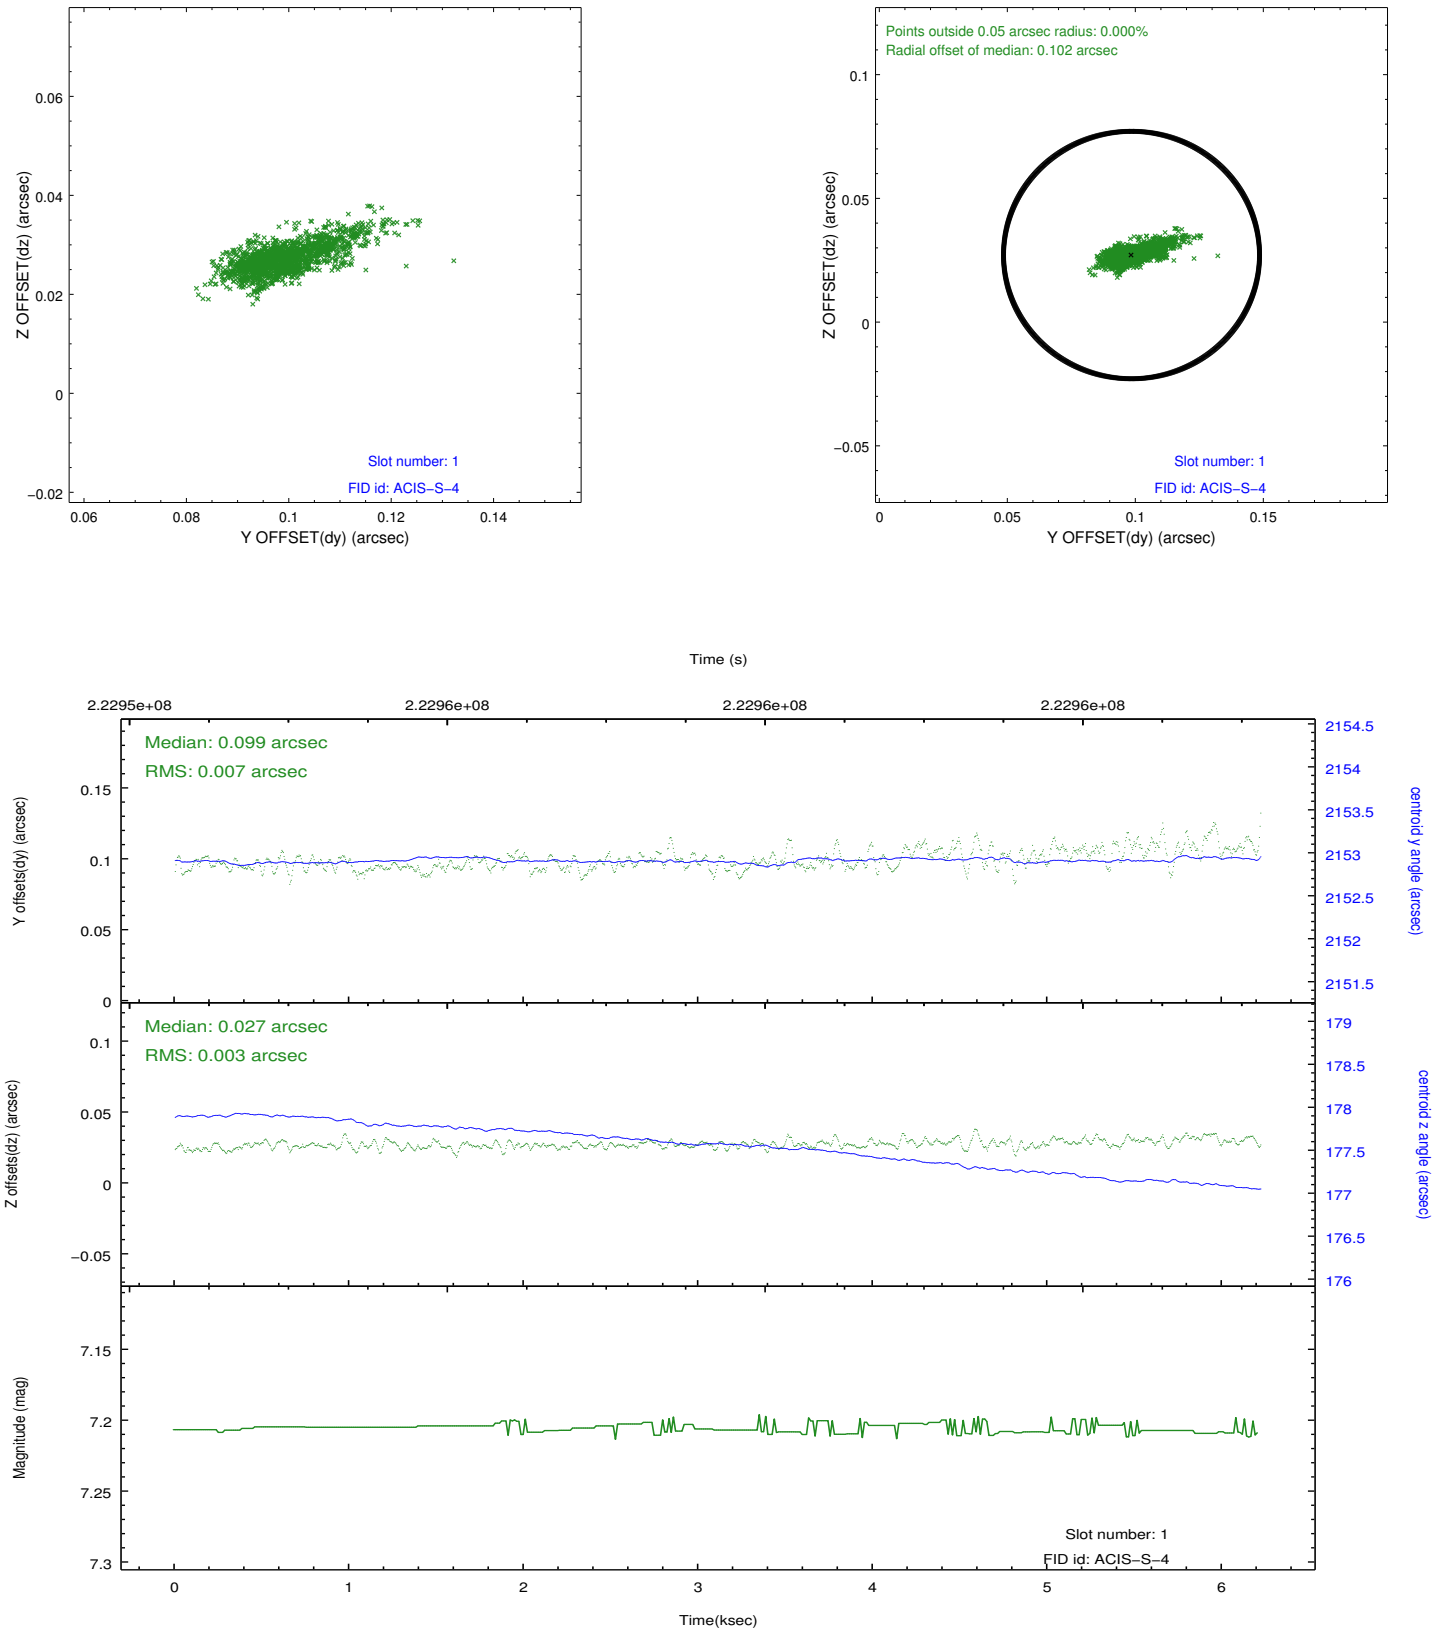 0.06
0.04
0.02
0
−0.02
Z OFFSET(dz) (arcsec)
Slot number: 1
FID id: ACIS−S−4
0.06 0.08 0.1 0.12 0.14
Y OFFSET(dy) (arcsec)
Points outside 0.05 arcsec radius: 0.000%
Radial offset of median: 0.102 arcsec
0.1
0.05
0
−0.05
Z OFFSET(dz) (arcsec)
Slot number: 1
FID id: ACIS−S−4
0 0.05 0.1 0.15
Y OFFSET(dy) (arcsec)
Time (s)
2.2295e+08 2.2296e+08 2.2296e+08 2.2296e+08
Median: 0.099 arcsec
RMS: 0.007 arcsec
0.15
0.1
0.05
0
Y offsets(dy) (arcsec)
2154.5
2154
2153.5
2153
2152.5
2152
2151.5
centroid y angle (arcsec)
Median: 0.027 arcsec
RMS: 0.003 arcsec
0.1
0.05
0
−0.05
Z offsets(dz) (arcsec)
179
178.5
178
177.5
177
176.5
176
centroid z angle (arcsec)
7.15
7.2
7.25
7.3
Magnitude (mag)
Slot number: 1
FID id: ACIS−S−4
0 1 2 3 4 5 6
Time(ksec)